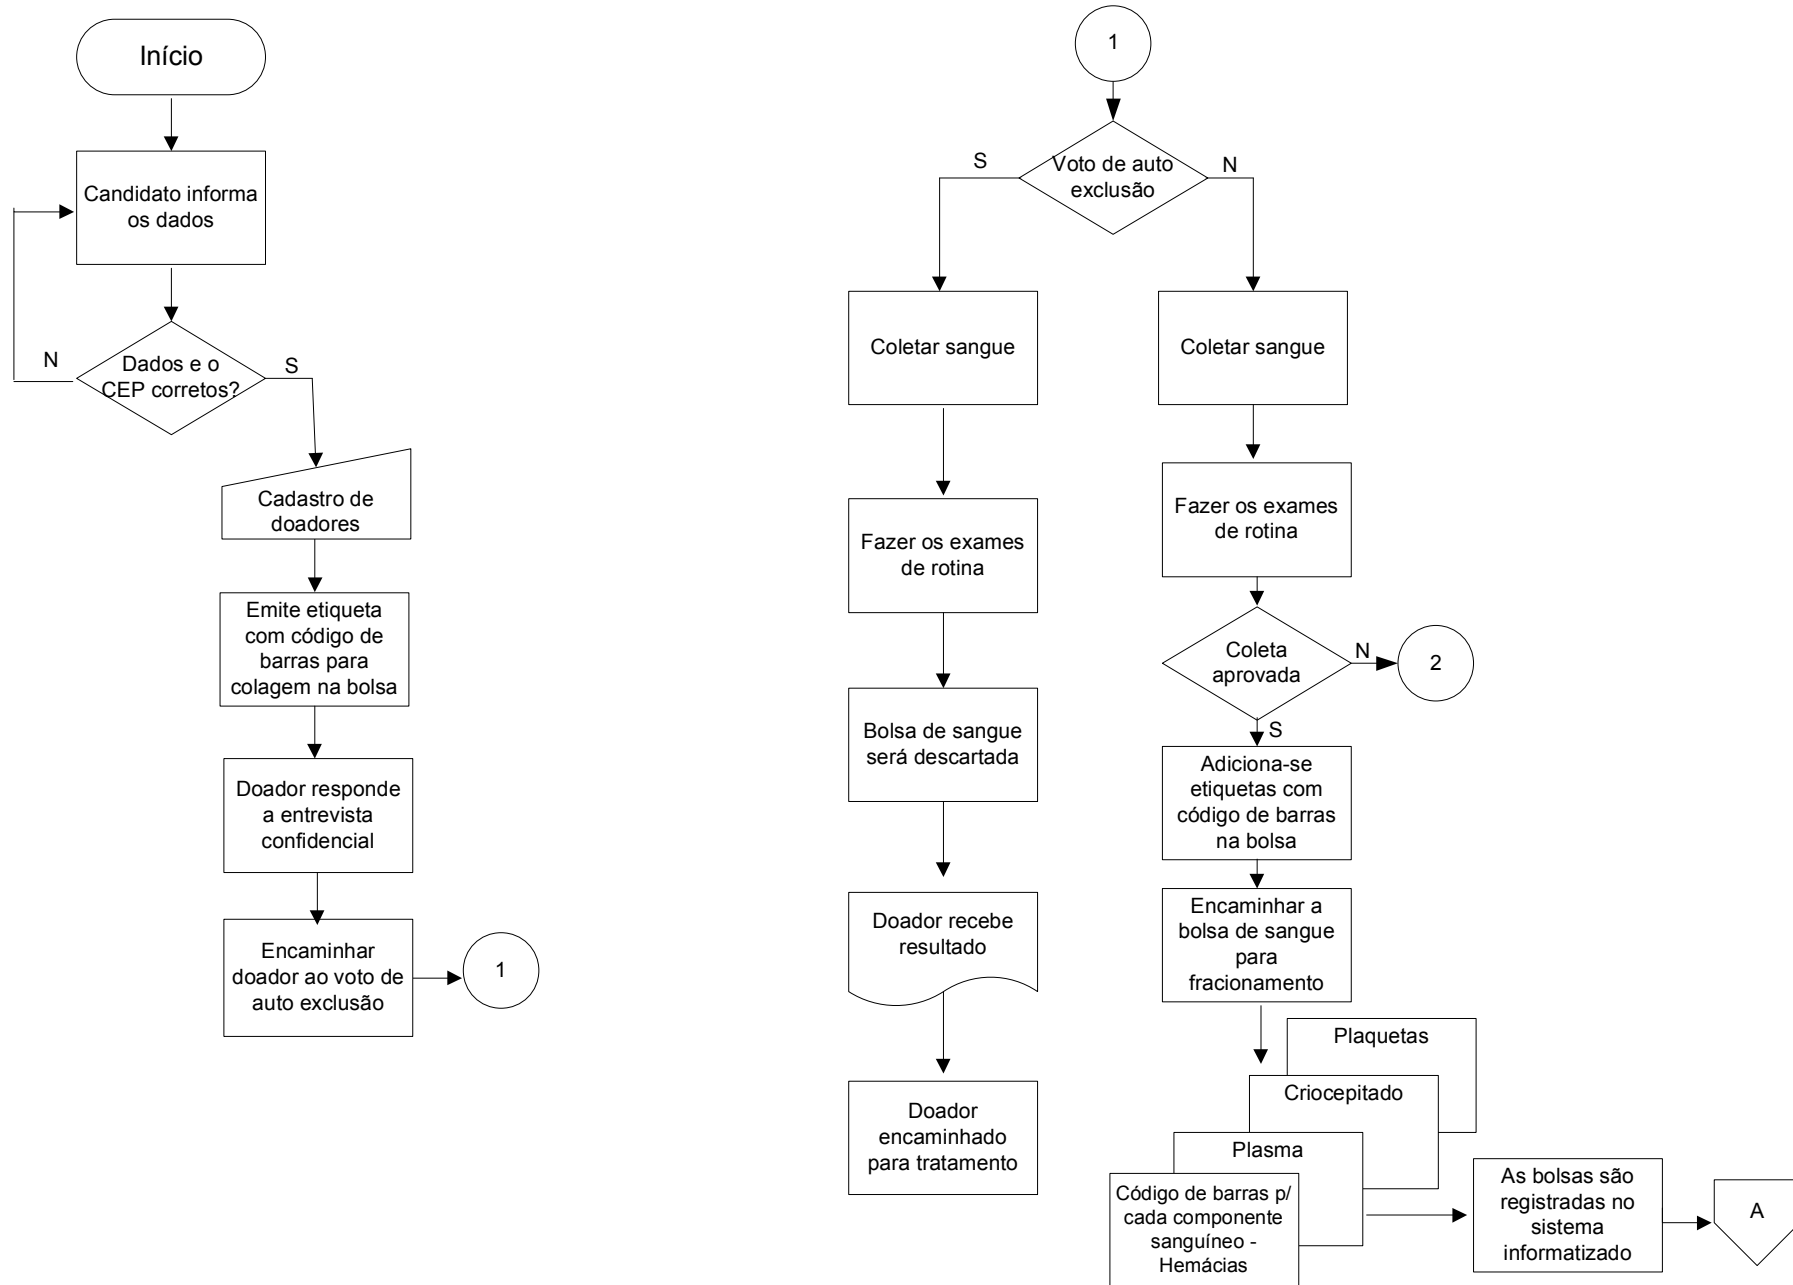 Início
Candidato informa
os dados
Dados e o
CEP corretos?
N
S
Cadastro de
doadores
Emite etiqueta
com código de
barras para
colagem na bolsa
Doador responde
a entrevista
confidencial
Encaminhar
doador ao voto de
auto exclusão
1
1
Voto de auto
exclusão
S
N
Coletar sangue
Fazer os exames
de rotina
Bolsa de sangue
será descartada
Doador recebe
resultado
Doador
encaminhado
para tratamento
Coletar sangue
Fazer os exames
de rotina
Coleta
aprovada
N
2
S
Adiciona-se
etiquetas com
código de barras
na bolsa
Encaminhar a
bolsa de sangue
para
fracionamento
Plaquetas
Criocepitado
Plasma
Código de barras p/
cada componente
sanguíneo -
Hemácias
As bolsas são
registradas no
sistema
informatizado
A